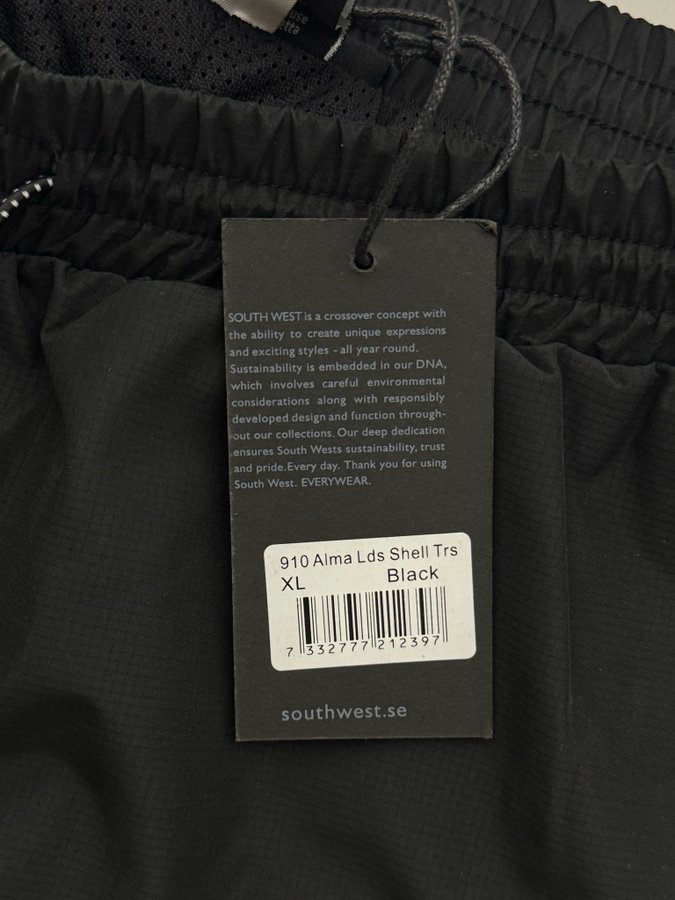 SOUTH WEST is a crossover concept with
the ability to create unique expressions
and exciting styles - all year round.
Sustainability is embedded in our DNA,
which involves careful environmental
considerations along with responsibly
developed design and function through-
out our collections. Our deep dedication
ensures South Wests sustainability, trust
and pride.Every day. Thank you for using
South West. EVERYWEAR.
910 Alma Lds Shell Trs
XL Black
7 332777 212397
southwest.se